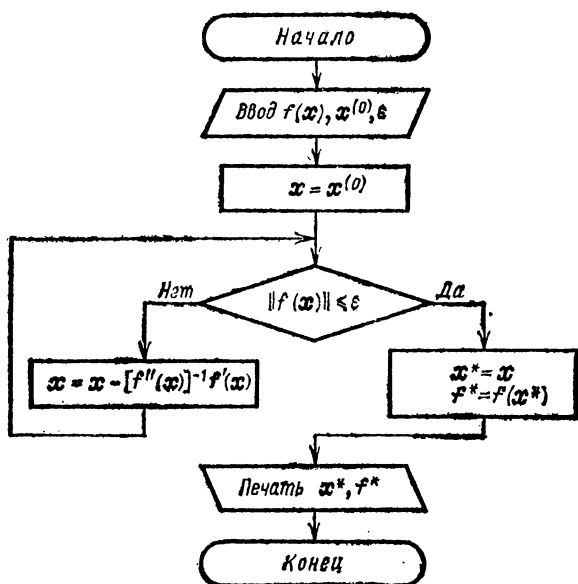 Начало
Ввод f(x), x⁽⁰⁾, ε
x = x⁽⁰⁾
Нет
||f'(x)|| ⩽ ε
Да
x = x - [f''(x)]⁻¹ f'(x)
x* = x
f* = f(x*)
Печать x*, f*
Конец